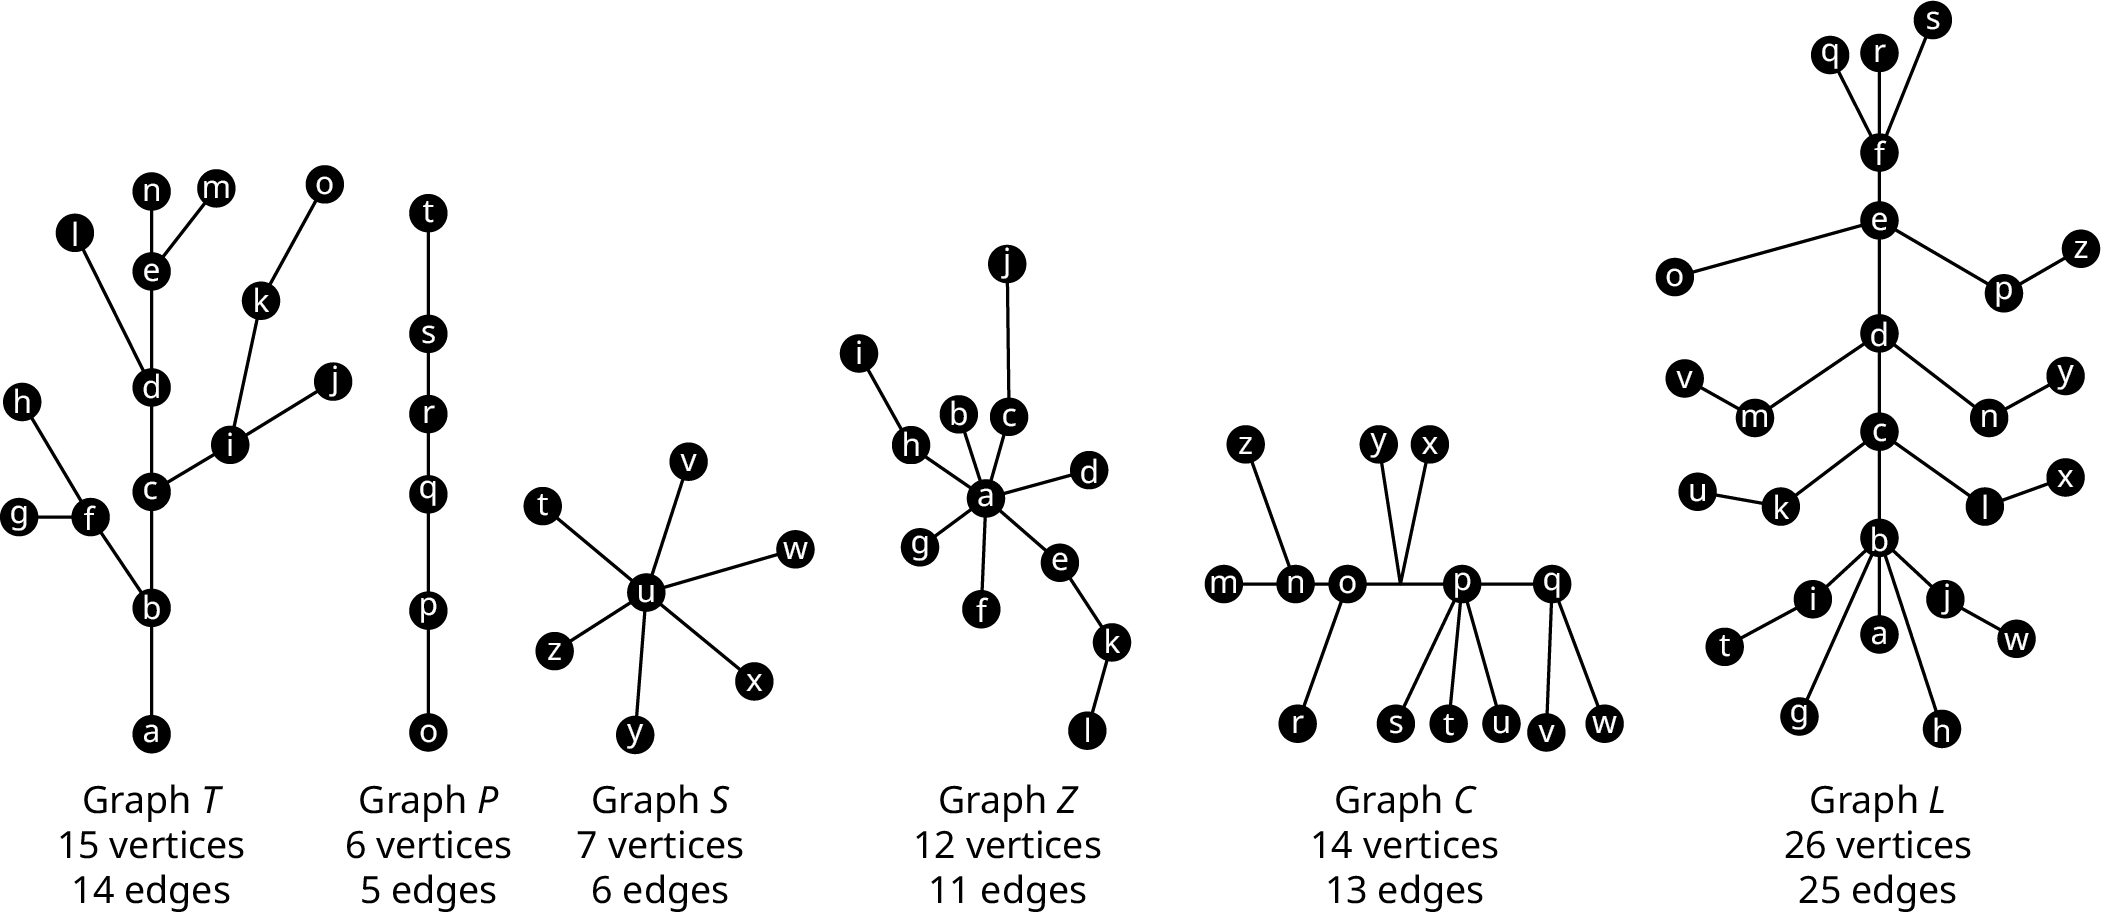 n m o
l
e
k
d
h j
i
c
g f
b
a
Graph T
15 vertices
14 edges
t
s
r
q
p
o
Graph P
6 vertices
5 edges
v
t
w
u
z
x
y
Graph S
7 vertices
6 edges
j
i
b c
h d
a
g e
f
k
l
Graph Z
12 vertices
11 edges
z y x
m n o p q
r s t u v w
Graph C
14 vertices
13 edges
s
q r
f
e
o p z
d
v m n y
c
u k l x
b
i j
t a w
g h
Graph L
26 vertices
25 edges